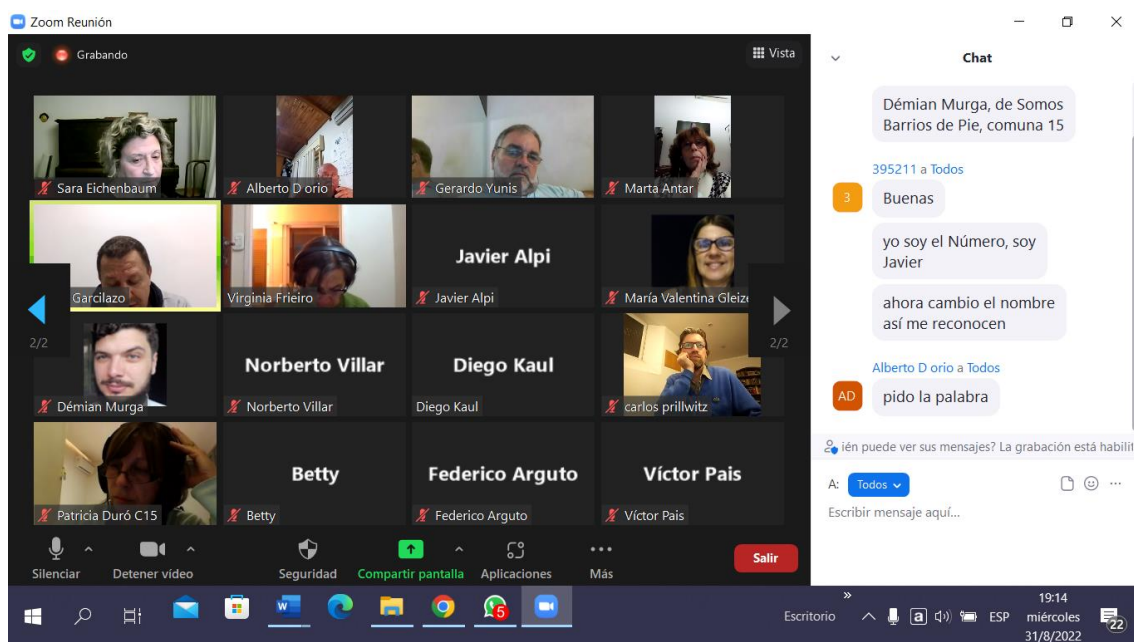 Zoom Reunión
Grabando
Vista
Sara Eichenbaum
Alberto D orio
Gerardo Yunis
Marta Antar
Garcilazo
Virginia Frieiro
Javier Alpi
Javier Alpi
María Valentina Gleize
2/2
2/2
Démian Murga
Norberto Villar
Norberto Villar
Diego Kaul
Diego Kaul
carlos prillwitz
Patricia Duró C15
Betty
Betty
Federico Arguto
Federico Arguto
Víctor Pais
Víctor Pais
Silenciar
Detener vídeo
Seguridad
Compartir pantalla
Aplicaciones
Más
Salir
Chat
Démian Murga, de Somos
Barrios de Pie, comuna 15
395211 a Todos
3
Buenas
yo soy el Número, soy
Javier
ahora cambio el nombre
así me reconocen
Alberto D orio a Todos
AD
pido la palabra
ién puede ver sus mensajes? La grabación está habilit
A: Todos
Escribir mensaje aquí...
W
5
Escritorio
a
ESP
19:14
miércoles
31/8/2022
22